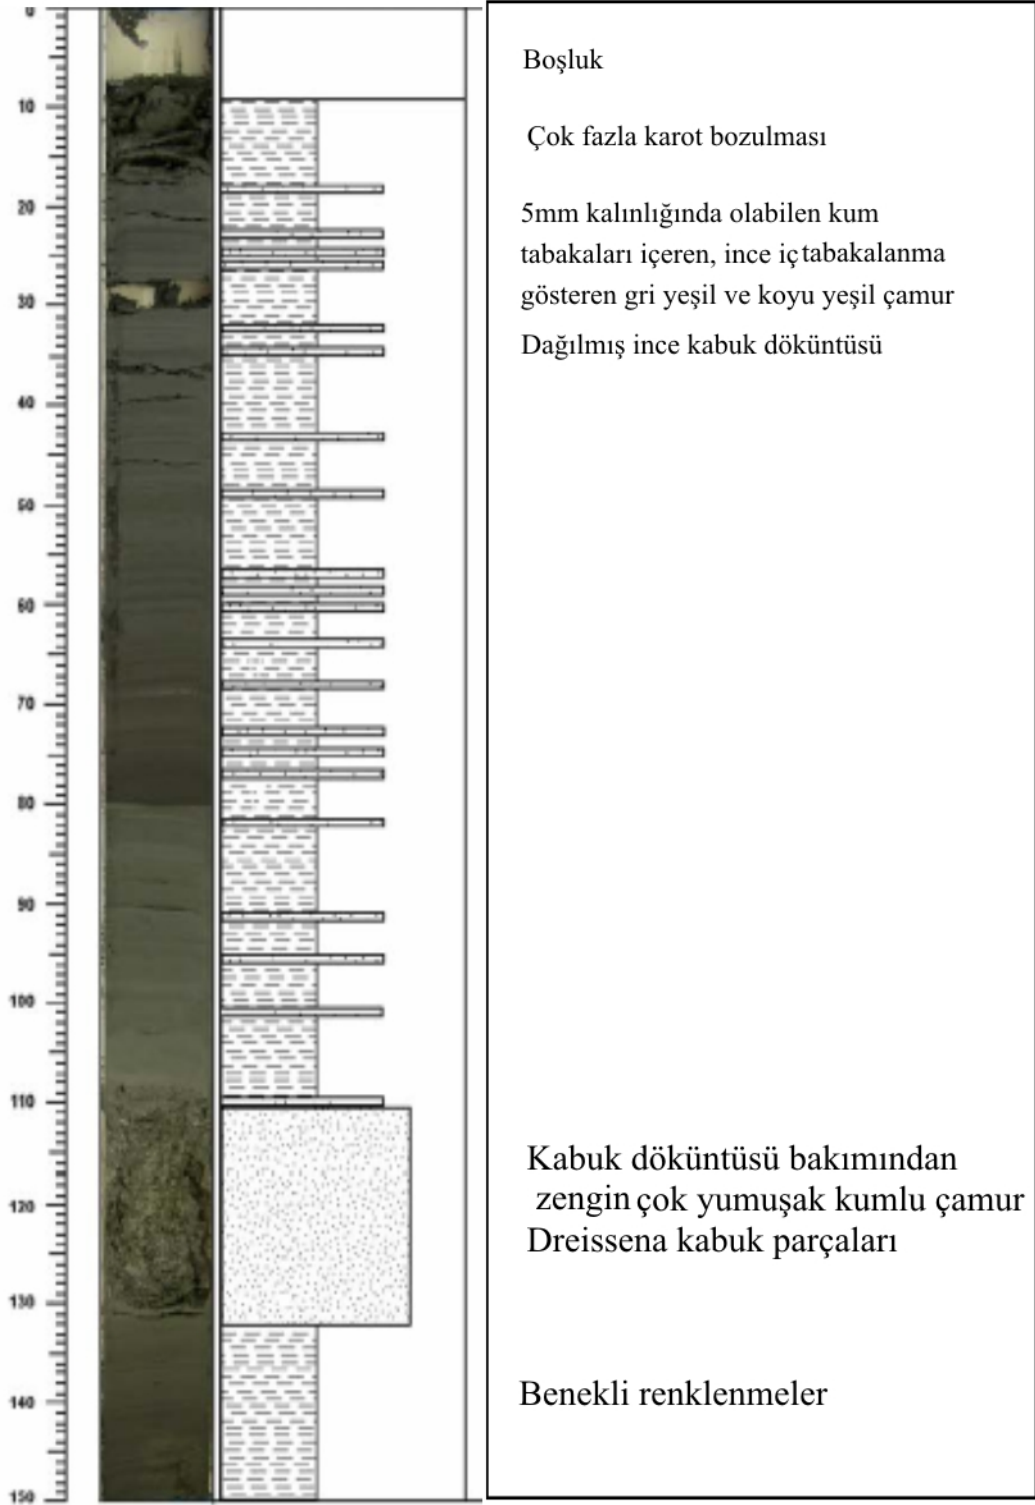 0
Boşluk
10
Çok fazla karot bozulması
20
5mm kalınlığında olabilen kum
tabakaları içeren, ince iç tabakalanma
gösteren gri yeşil ve koyu yeşil çamur
30
Dağılmış ince kabuk döküntüsü
40
50
60
70
80
90
100
110
Kabuk döküntüsü bakımından
zengin çok yumuşak kumlu çamur
120
Dreissena kabuk parçaları
130
Benekli renklenmeler
140
150